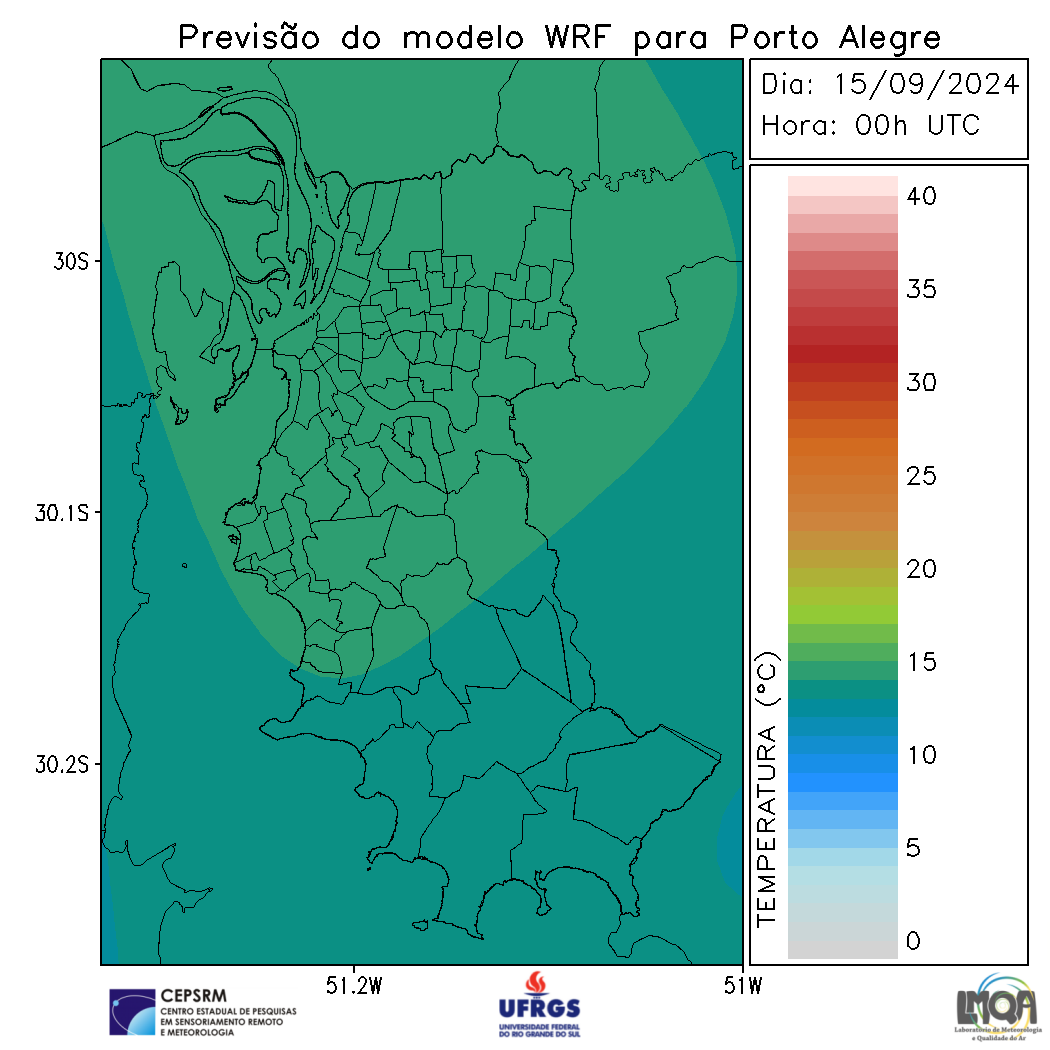 Previsão do modelo WRF para Porto Alegre
Dia: 15/09/2024
Hora: 00h UTC
30S
30.1S
30.2S
51.2W
51W
TEMPERATURA (°C)
40
35
30
25
20
15
10
5
0
CEPSRM
CENTRO ESTADUAL DE PESQUISAS
EM SENSORIAMENTO REMOTO
E METEOROLOGIA
UFRGS
UNIVERSIDADE FEDERAL
DO RIO GRANDE DO SUL
LMQA
Laboratório de Meteorologia
e Qualidade do Ar